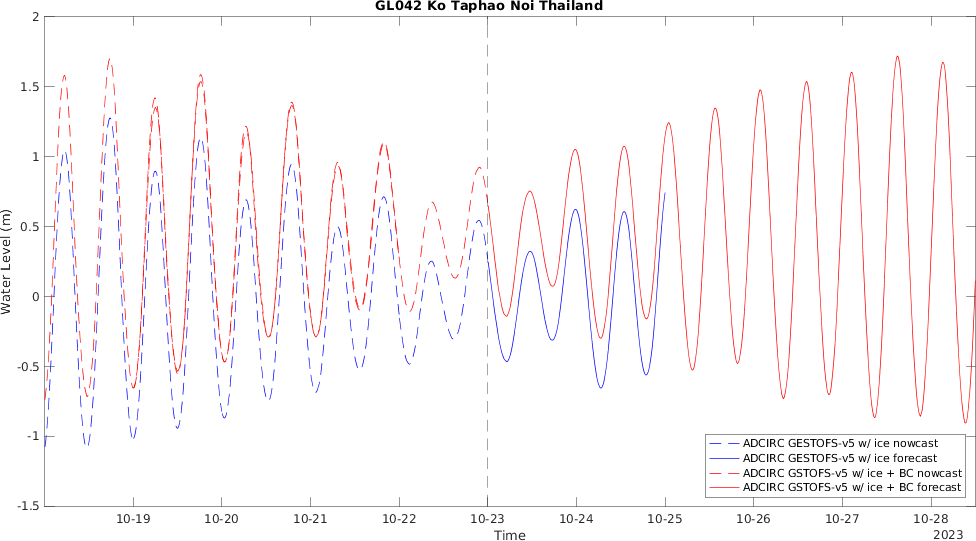 GL042 Ko Taphao Noi Thailand
2
1.5
1
0.5
0
-0.5
-1
-1.5
Water Level (m)
ADCIRC GESTOFS-v5 w/ ice nowcast
ADCIRC GESTOFS-v5 w/ ice forecast
ADCIRC GSTOFS-v5 w/ ice + BC nowcast
ADCIRC GSTOFS-v5 w/ ice + BC forecast
10-19 10-20 10-21 10-22 10-23 10-24 10-25 10-26 10-27 10-28
Time 2023